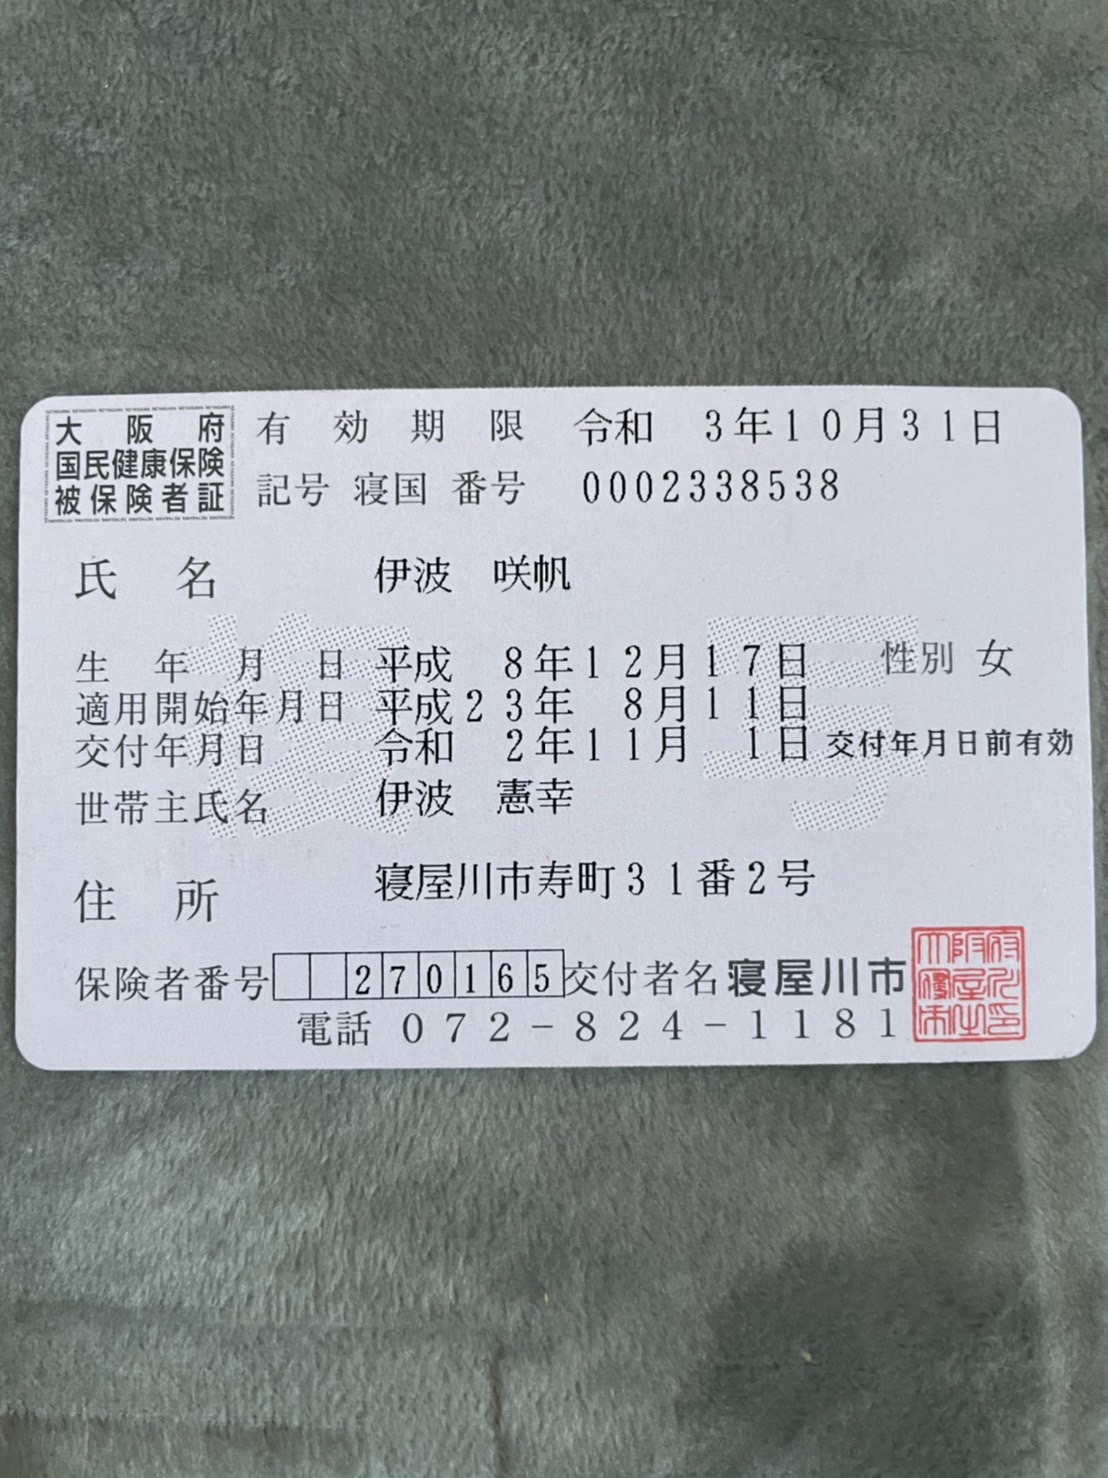 大阪府
国民健康保険
被保険者証
有効期限 令和 3年10月31日
記号 寝国 番号 0002338538
氏名 伊波 咲帆
生年月日 平成 8年12月17日 性別 女
適用開始年月日 平成23年 8月11日
交付年月日 令和 2年11月 1日 交付年月日前有効
世帯主氏名 伊波 憲幸
複写
住所 寝屋川市寿町31番2号
保険者番号 270165 交付者名 寝屋川市
電話 072-824-1181